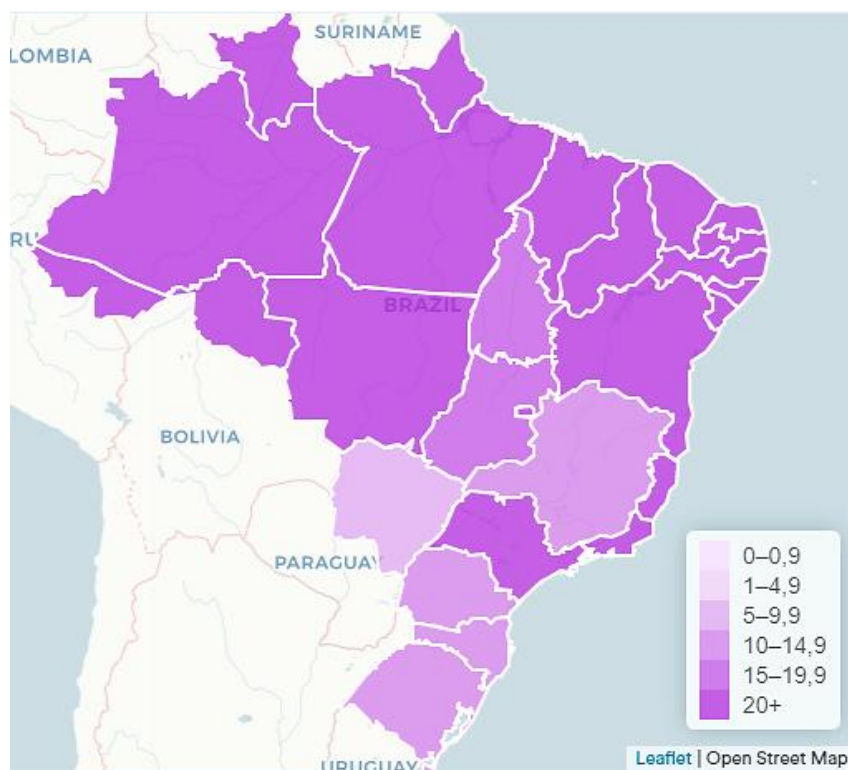 SURINAME
LOMBIA
RU
BRAZIL
BOLIVIA
PARAGUAY
0–0,9
1–4,9
5–9,9
10–14,9
15–19,9
20+
URUGUAY
Leaflet | Open Street Map